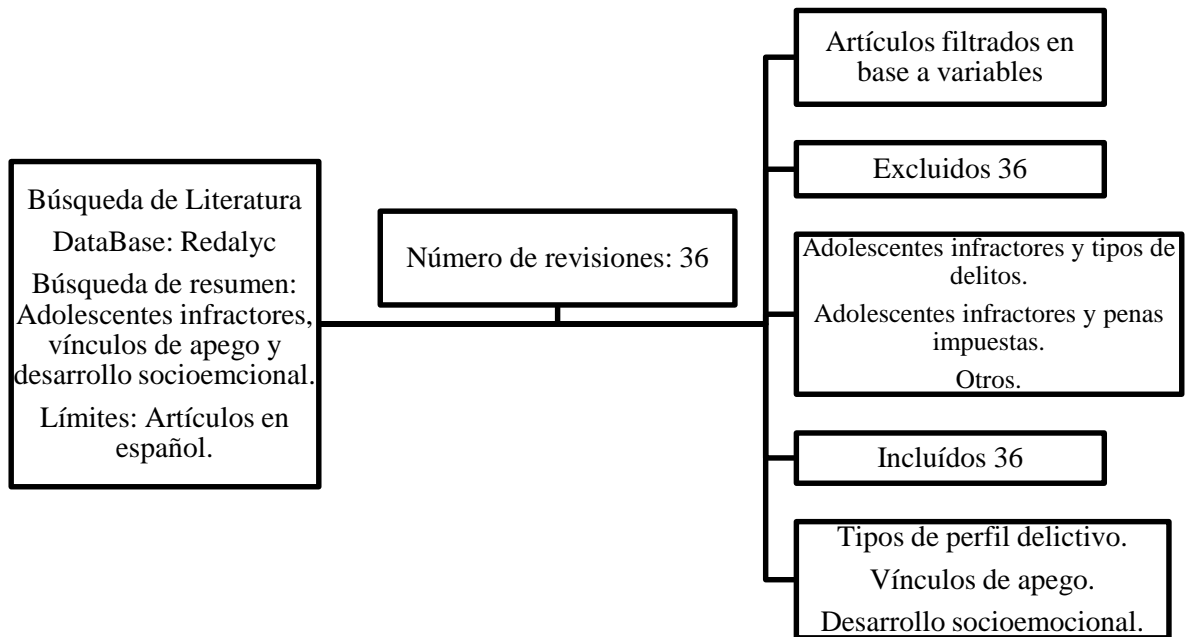 Búsqueda de Literatura
DataBase: Redalyc
Búsqueda de resumen:
Adolescentes infractores,
vínculos de apego y
desarrollo socioemcional.
Límites: Artículos en
español.
Número de revisiones: 36
Artículos filtrados en
base a variables
Excluidos 36
Adolescentes infractores y tipos de
delitos.
Adolescentes infractores y penas
impuestas.
Otros.
Incluídos 36
Tipos de perfil delictivo.
Vínculos de apego.
Desarrollo socioemocional.